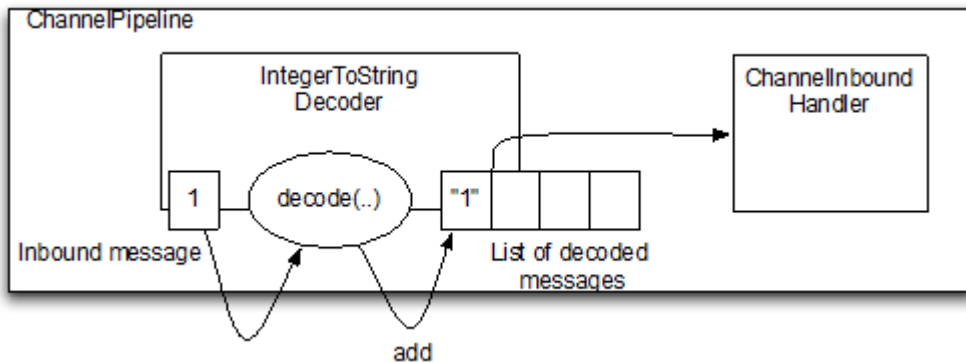 ChannelPipeline
IntegerToString
Decoder
ChannelInbound
Handler
1
decode(..)
"1"
Inbound message
List of decoded
messages
add